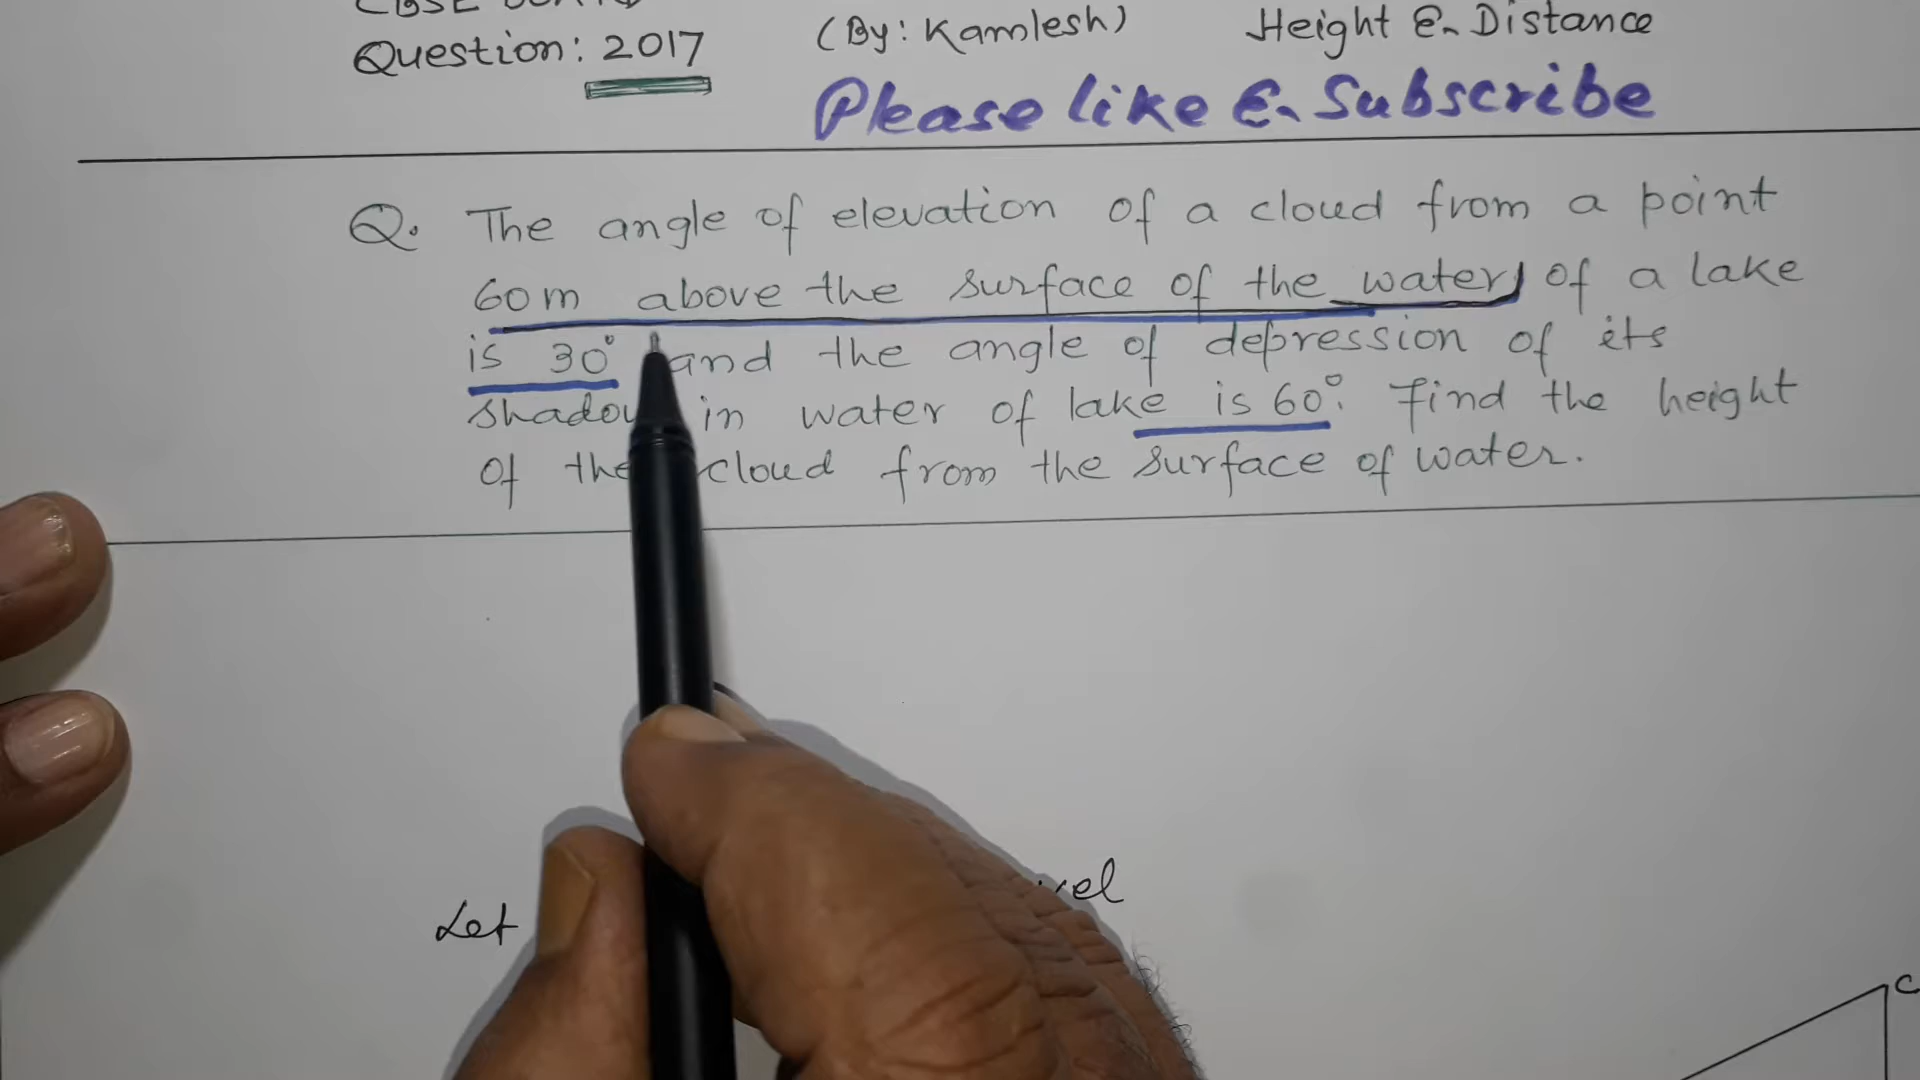 Question: 2017 (By: Kamlesh) Height & Distance
Please like & Subscribe
Q. The angle of elevation of a cloud from a point
60m above the surface of the water of a lake
is 30° and the angle of depression of its
in water of lake is 60°. Find the height
of the cloud from the surface of water.
Let
C